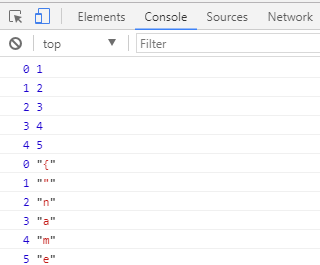 Elements Console Sources Network
top Filter
0 1
1 2
2 3
3 4
4 5
0 "{"
1 """
2 "n"
3 "a"
4 "m"
5 "e"